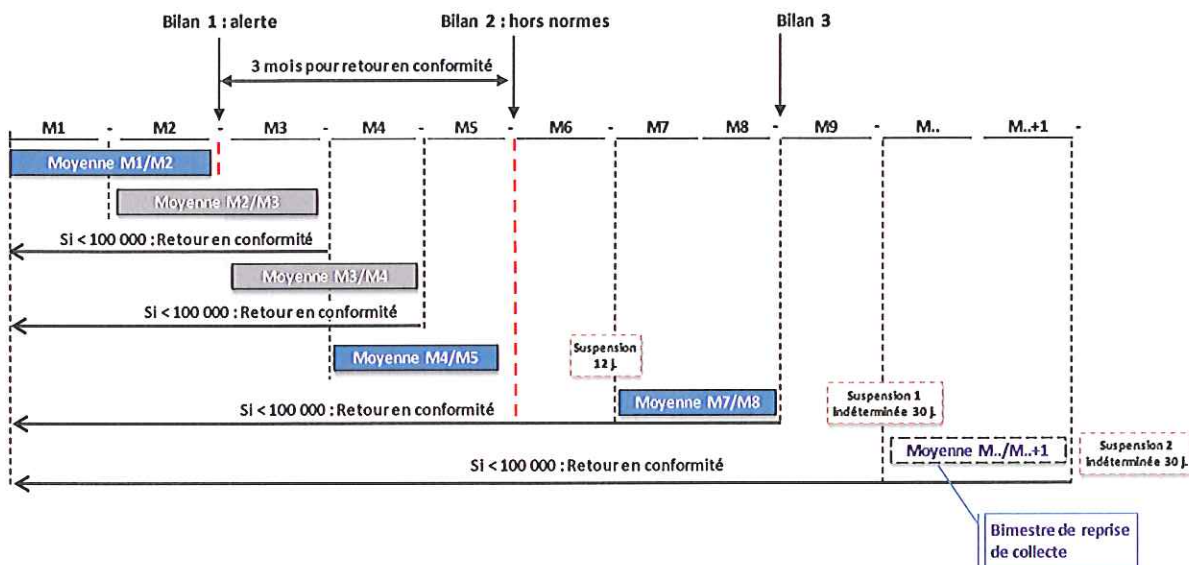 Bilan 1 : alerte
Bilan 2 : hors normes
Bilan 3
3 mois pour retour en conformité
M1 - M2 - M3 M4 - M5 - M6 - M7 M8 - M9 - M.. M..+1 -
Moyenne M1/M2
Moyenne M2/M3
Si < 100 000 : Retour en conformité
Moyenne M3/M4
Si < 100 000 : Retour en conformité
Moyenne M4/M5
Suspension
12 j.
Moyenne M7/M8
Si < 100 000 : Retour en conformité
Suspension 1
indéterminée 30 j.
Moyenne M../M..+1
Suspension 2
indéterminée 30 j.
Si < 100 000 : Retour en conformité
Bimestre de reprise
de collecte